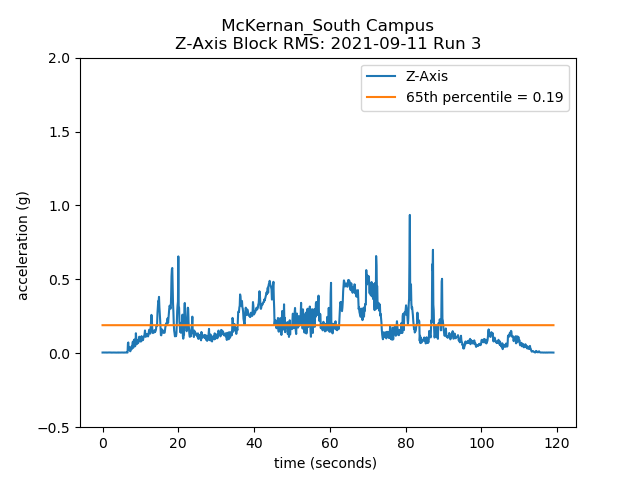 McKernan_South Campus
Z-Axis Block RMS: 2021-09-11 Run 3
2.0
1.5
1.0
0.5
0.0
−0.5
acceleration (g)
Z-Axis
65th percentile = 0.19
0 20 40 60 80 100 120
time (seconds)